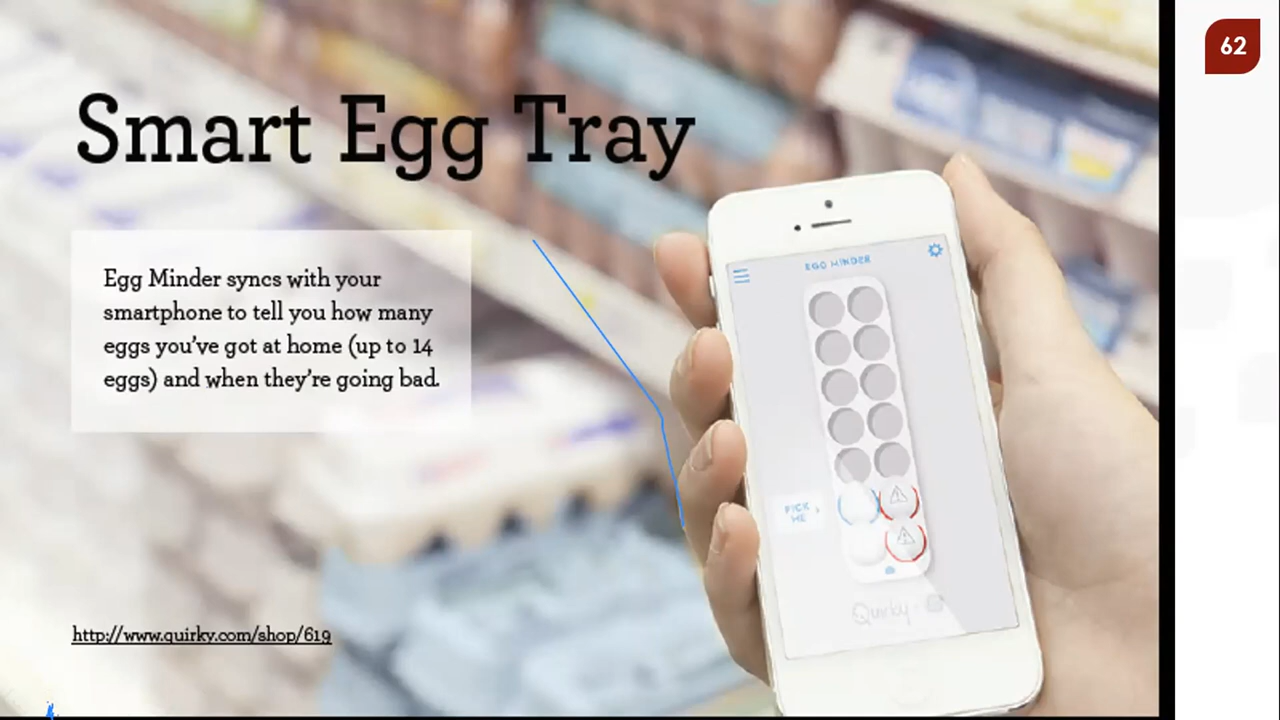 62
Smart Egg Tray
Egg Minder syncs with your
smartphone to tell you how many
eggs you've got at home (up to 14
eggs) and when they're going bad.
EGG MINDER
PICK
ME
Quirky
http://www.quirky.com/shop/619